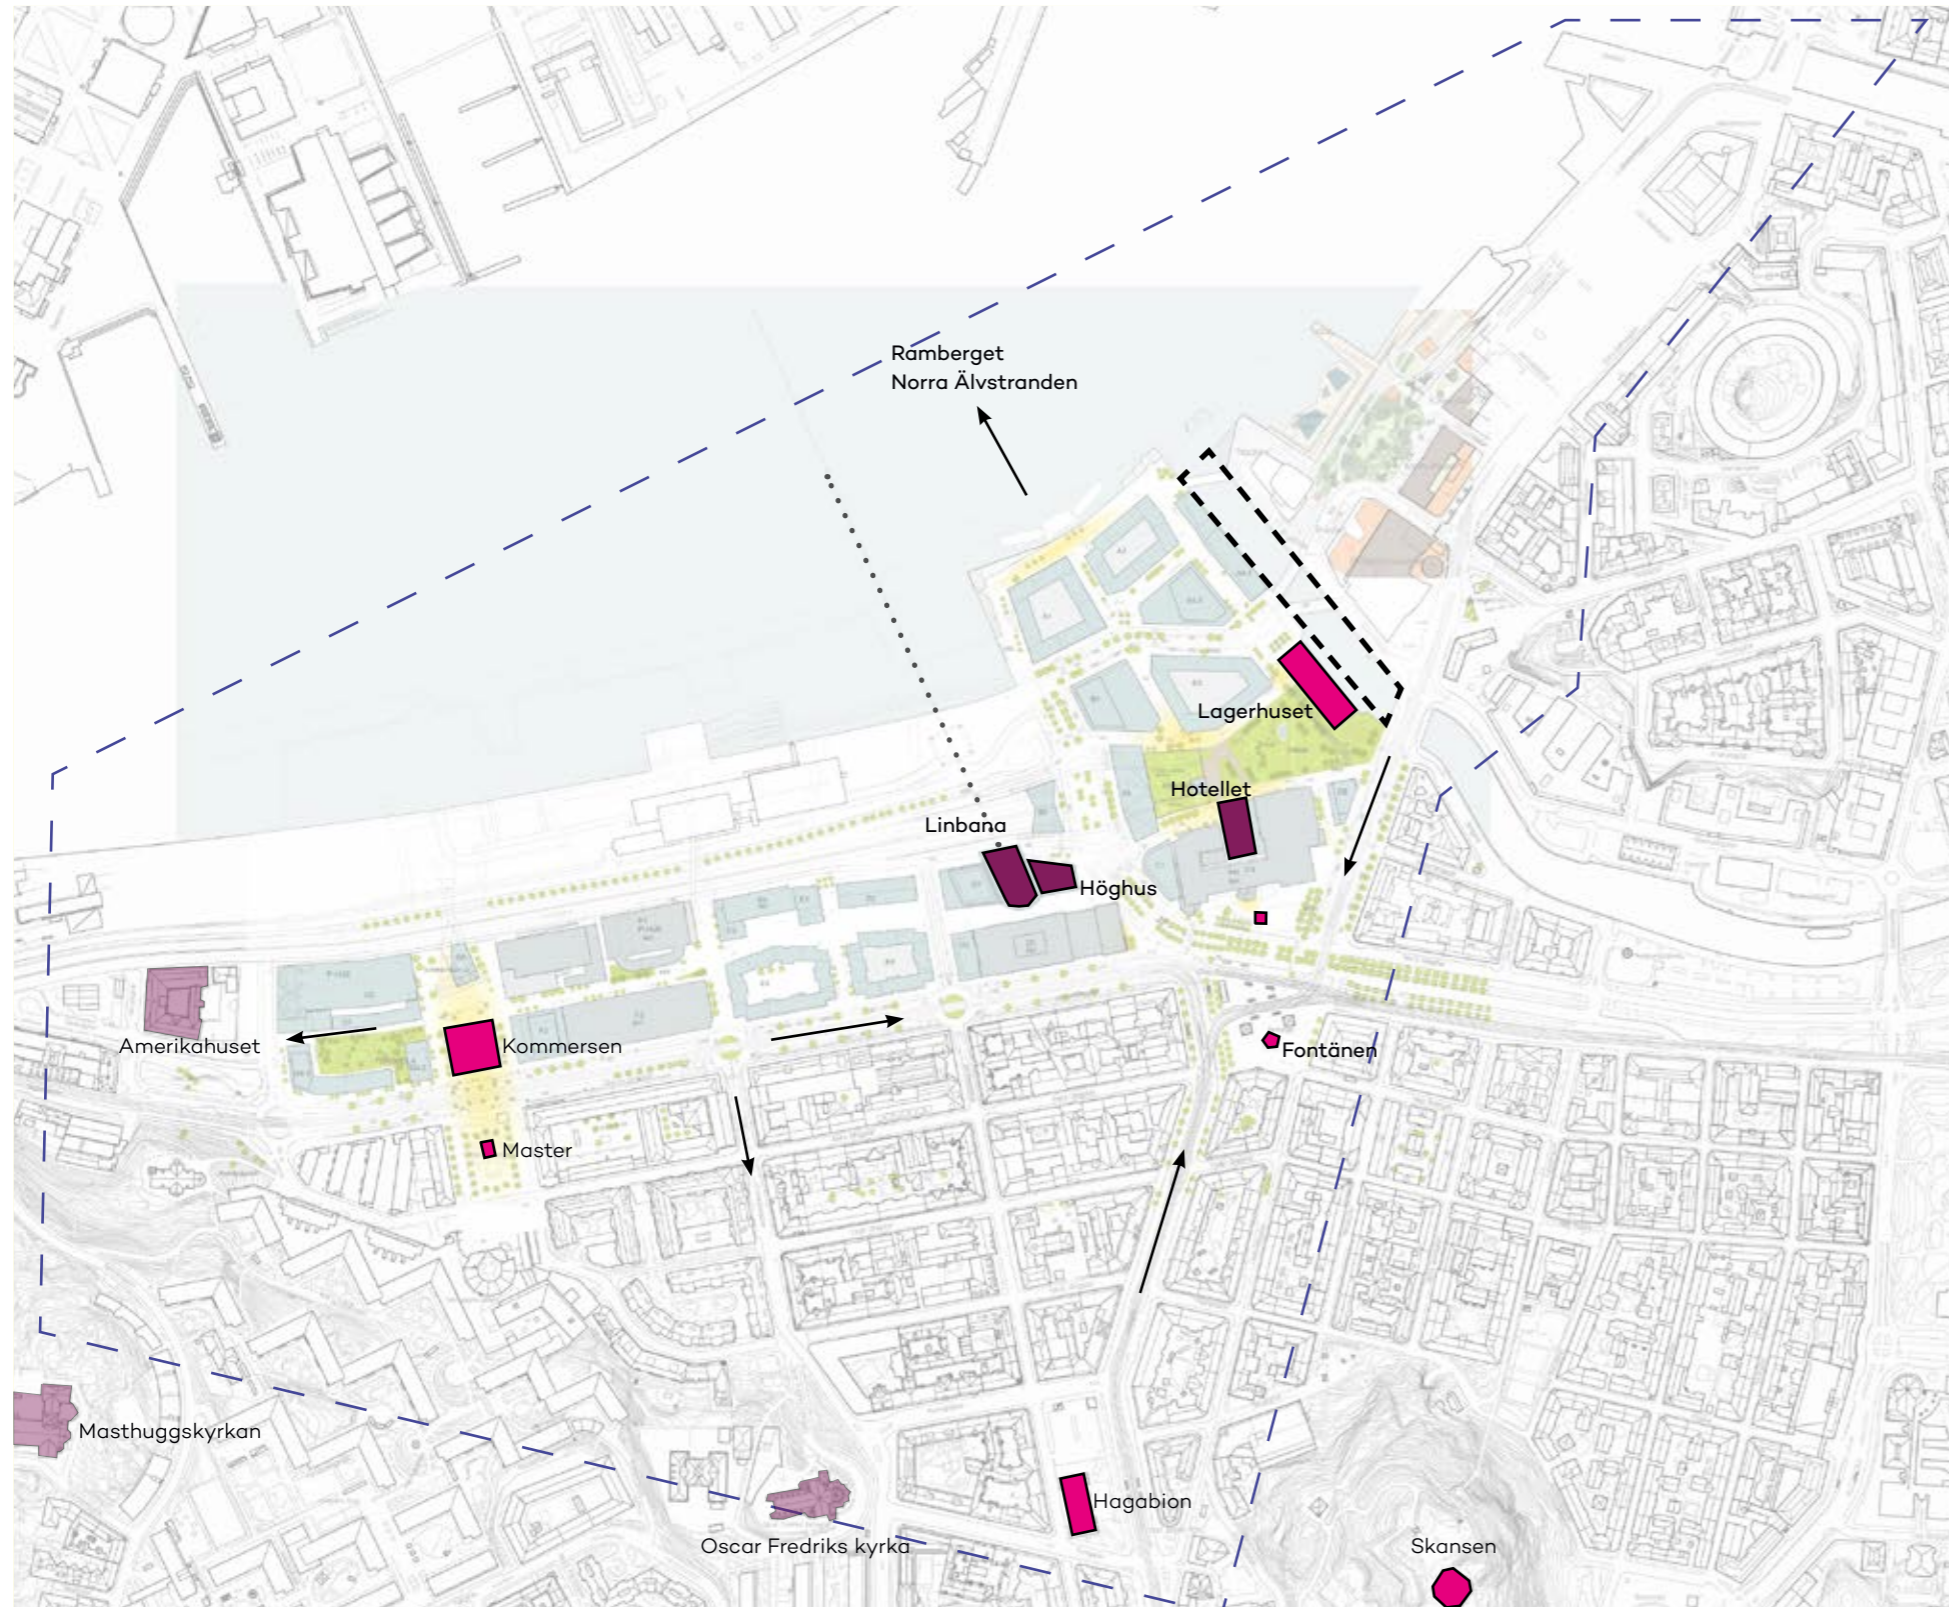 Ramberget
Norra Älvstranden
Lagerhuset
Hotellet
Linbana
Höghus
Amerikahuset
Kommersen
Fontänen
Master
Masthuggskyrkan
Hagabion
Oscar Fredriks kyrka
Skansen